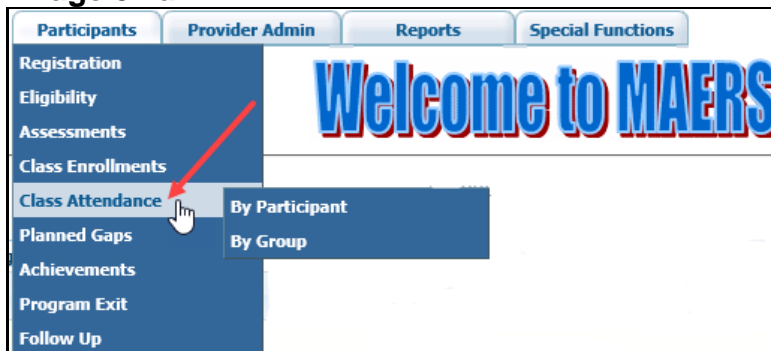 Participants Provider Admin Reports Special Functions
Registration
Welcome to MAERS
Eligibility
Assessments
Class Enrollments
Class Attendance
By Participant
Planned Gaps
By Group
Achievements
Program Exit
Follow Up